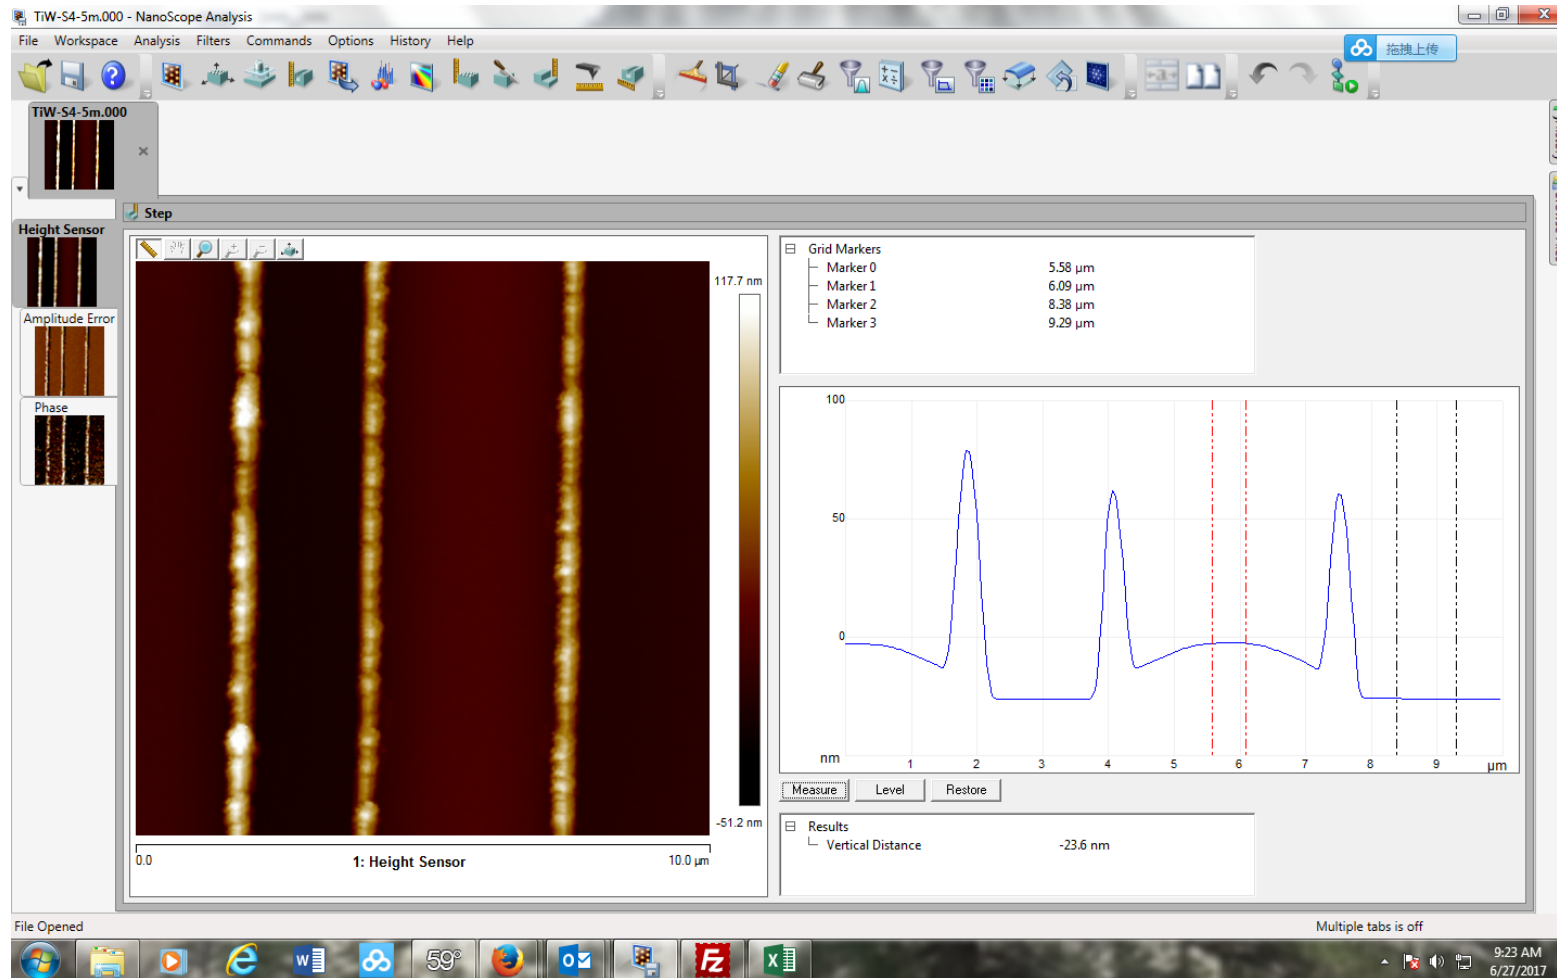 TiW-S4-5m.000 - NanoScope Analysis
File Workspace Analysis Filters Commands Options History Help
拖拽上传
TiW-S4-5m.000
Step
Height Sensor
Amplitude Error
Phase
117.7 nm
-51.2 nm
0.0 1: Height Sensor 10.0 µm
Grid Markers
Marker 0 5.58 µm
Marker 1 6.09 µm
Marker 2 8.38 µm
Marker 3 9.29 µm
100
50
0
nm 1 2 3 4 5 6 7 8 9 µm
Measure Level Restore
Results
Vertical Distance -23.6 nm
File Opened
Multiple tabs is off
59°
9:23 AM
6/27/2017